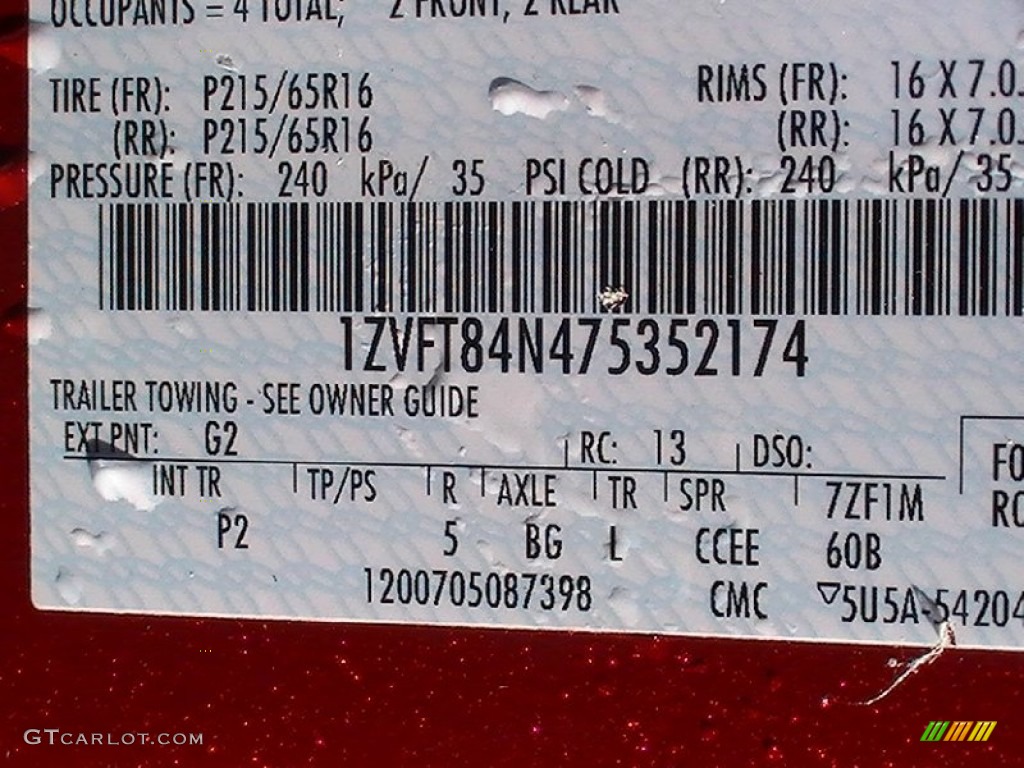 OCCUPANTS = 4 TOTAL; 2 FRONT, 2 REAR
TIRE (FR): P215/65R16 RIMS (FR): 16 X 7.0
(RR): P215/65R16 (RR): 16 X 7.0
PRESSURE (FR): 240 kPa/ 35 PSI COLD (RR): 240 kPa/ 35
1ZVFT84N475352174
TRAILER TOWING - SEE OWNER GUIDE
EXT PNT: G2 RC: 13 DSO:
INT TR TP/PS R AXLE TR SPR 7ZF1M
P2 5 BG L CCEE 60B
1200705087398 CMC ▽5U5A-54204
FO
RO
GTCARLOT.COM